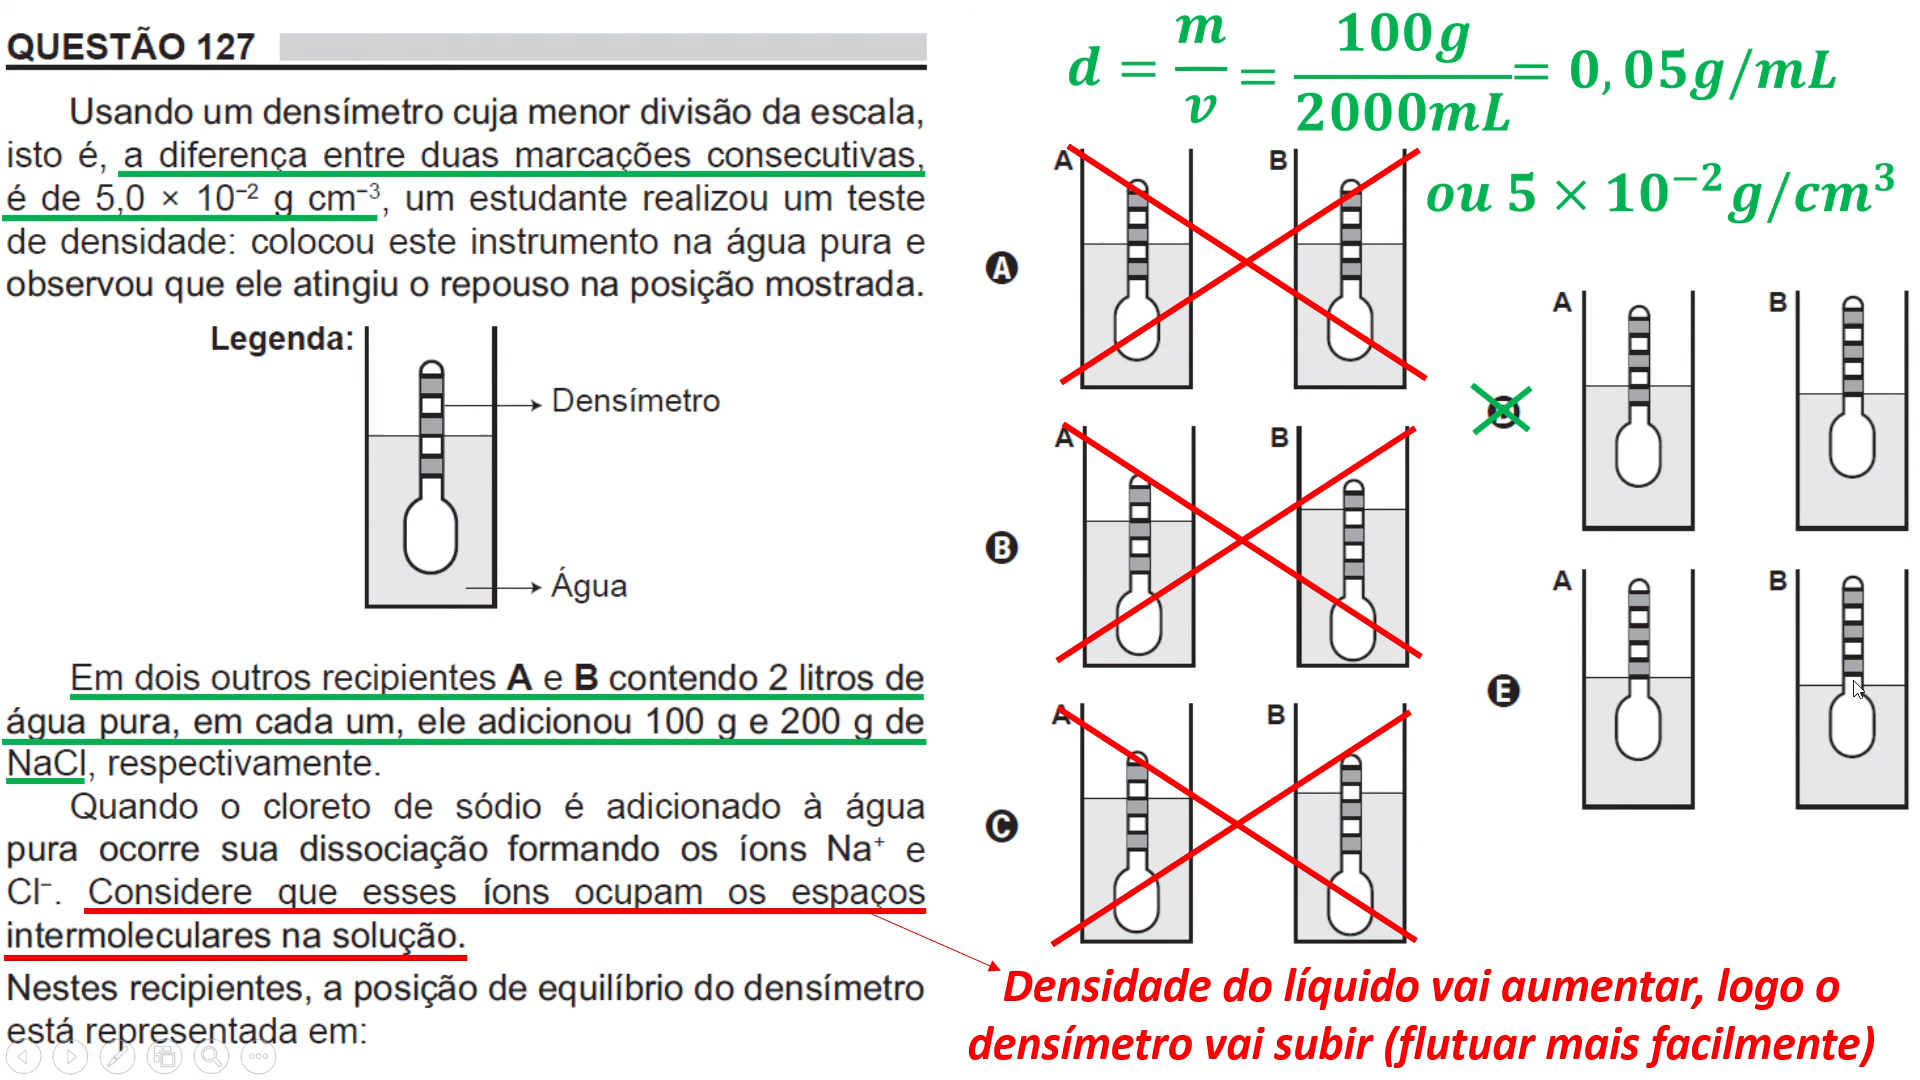 QUESTÃO 127
Usando um densímetro cuja menor divisão da escala,
isto é, a diferença entre duas marcações consecutivas,
é de 5,0 × 10⁻² g cm⁻³, um estudante realizou um teste
de densidade: colocou este instrumento na água pura e
observou que ele atingiu o repouso na posição mostrada.
Legenda:
Densímetro
Água
Em dois outros recipientes A e B contendo 2 litros de
água pura, em cada um, ele adicionou 100 g e 200 g de
NaCl, respectivamente.
Quando o cloreto de sódio é adicionado à água
pura ocorre sua dissociação formando os íons Na⁺ e
Cl⁻. Considere que esses íons ocupam os espaços
intermoleculares na solução.
Nestes recipientes, a posição de equilíbrio do densímetro
está representada em:
d = m/v = 100g/2000mL = 0,05g/mL
ou 5 × 10⁻² g/cm³
A B
A
A B
B
A B
C
A B
A B
E
Densidade do líquido vai aumentar, logo o
densímetro vai subir (flutuar mais facilmente)